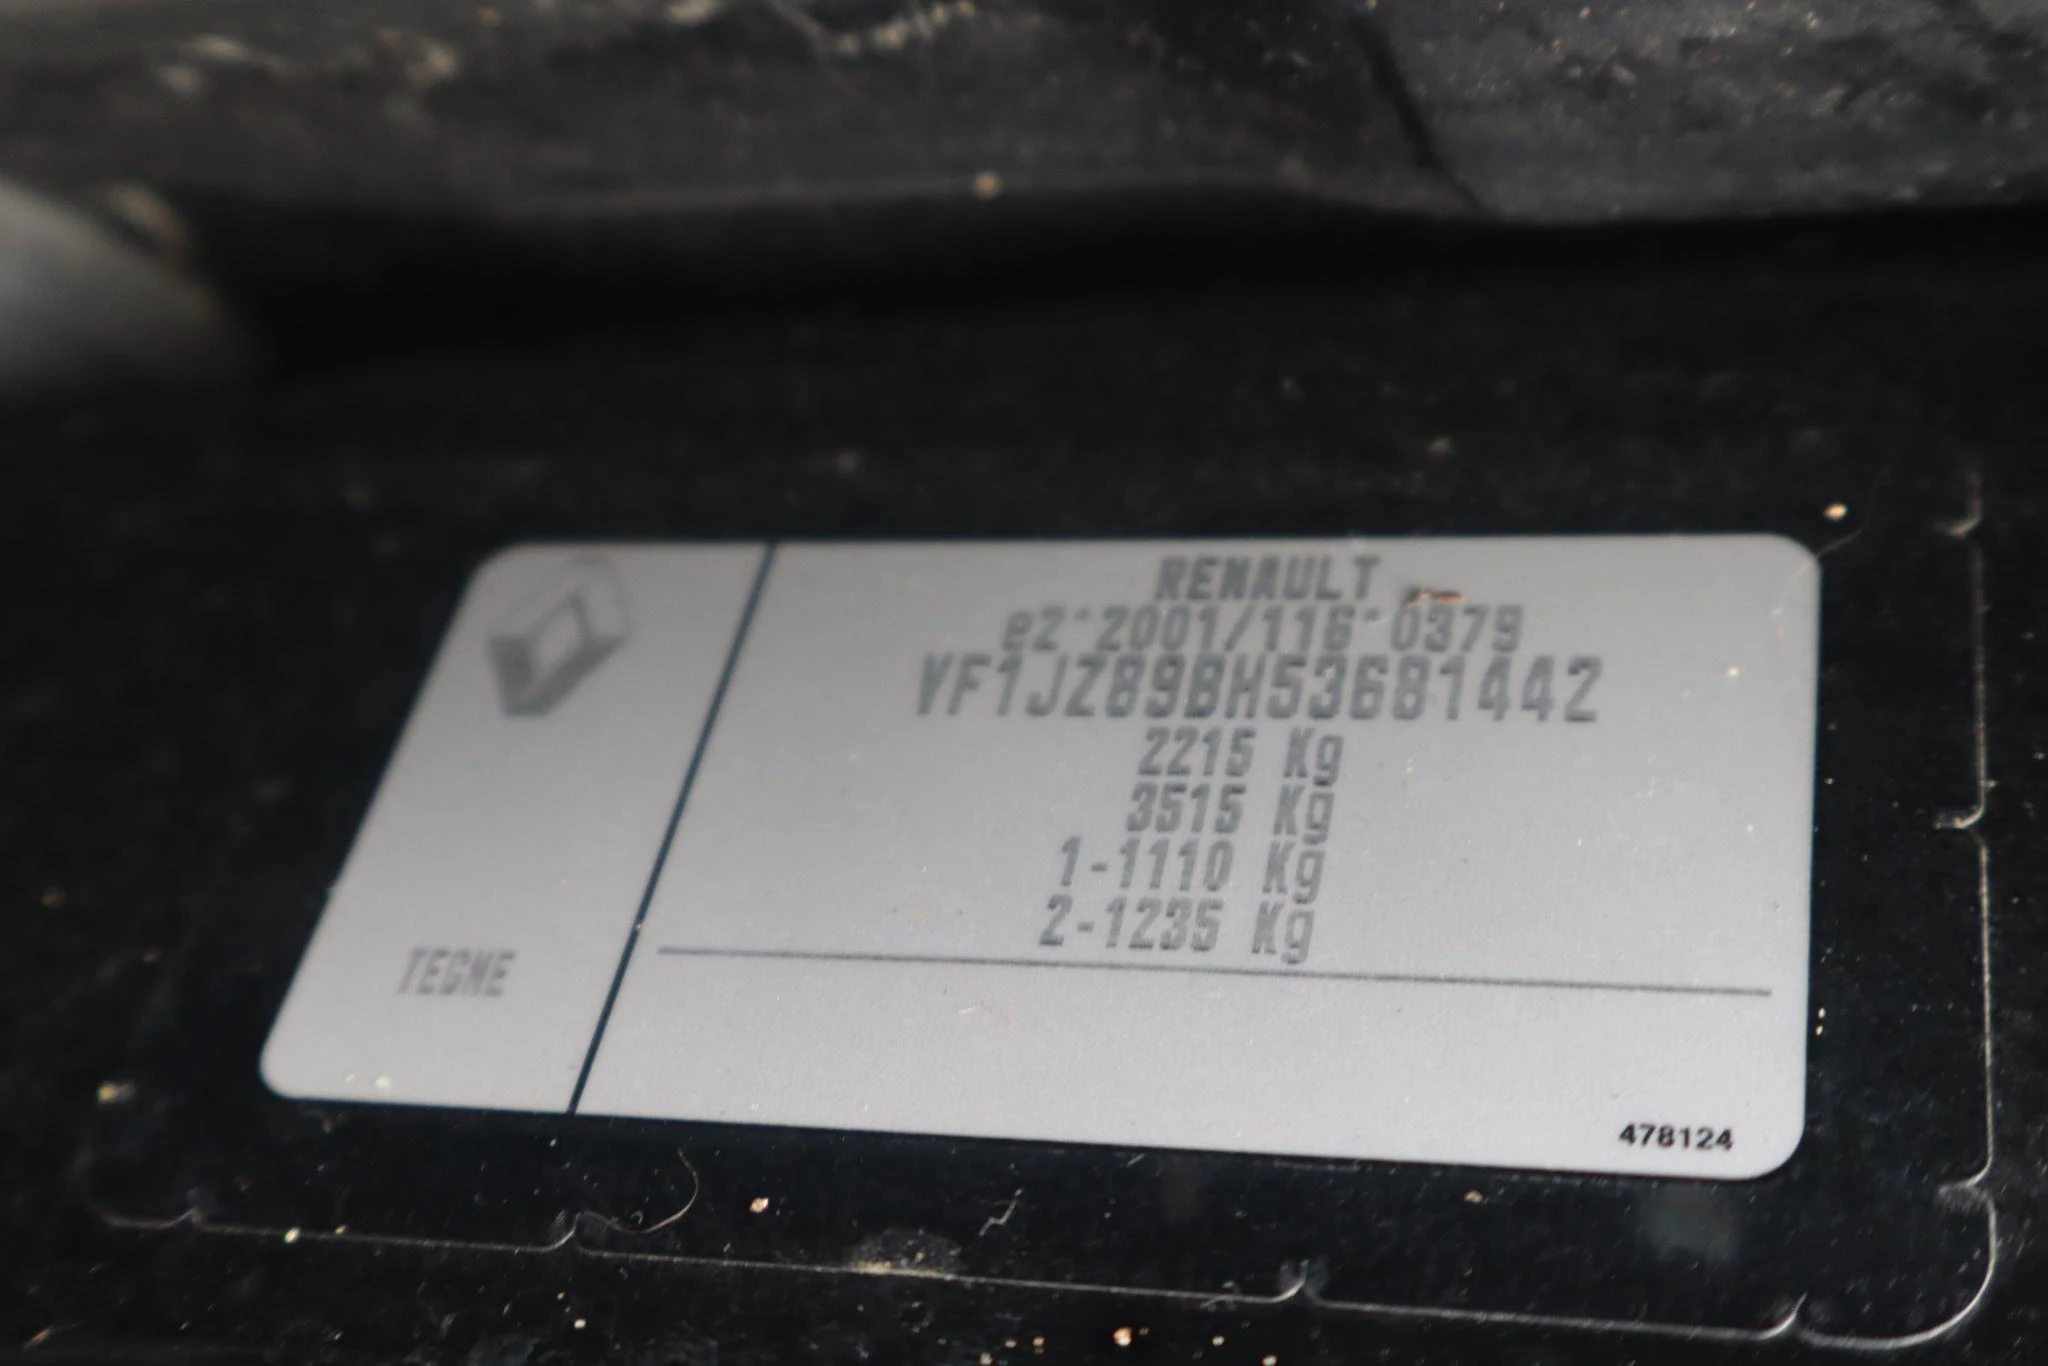 RENAULT
e2*2001/116*0379
VF1JZ89BH53681442
2215 Kg
3515 Kg
1-1110 Kg
2-1235 Kg
TEGNE
478124